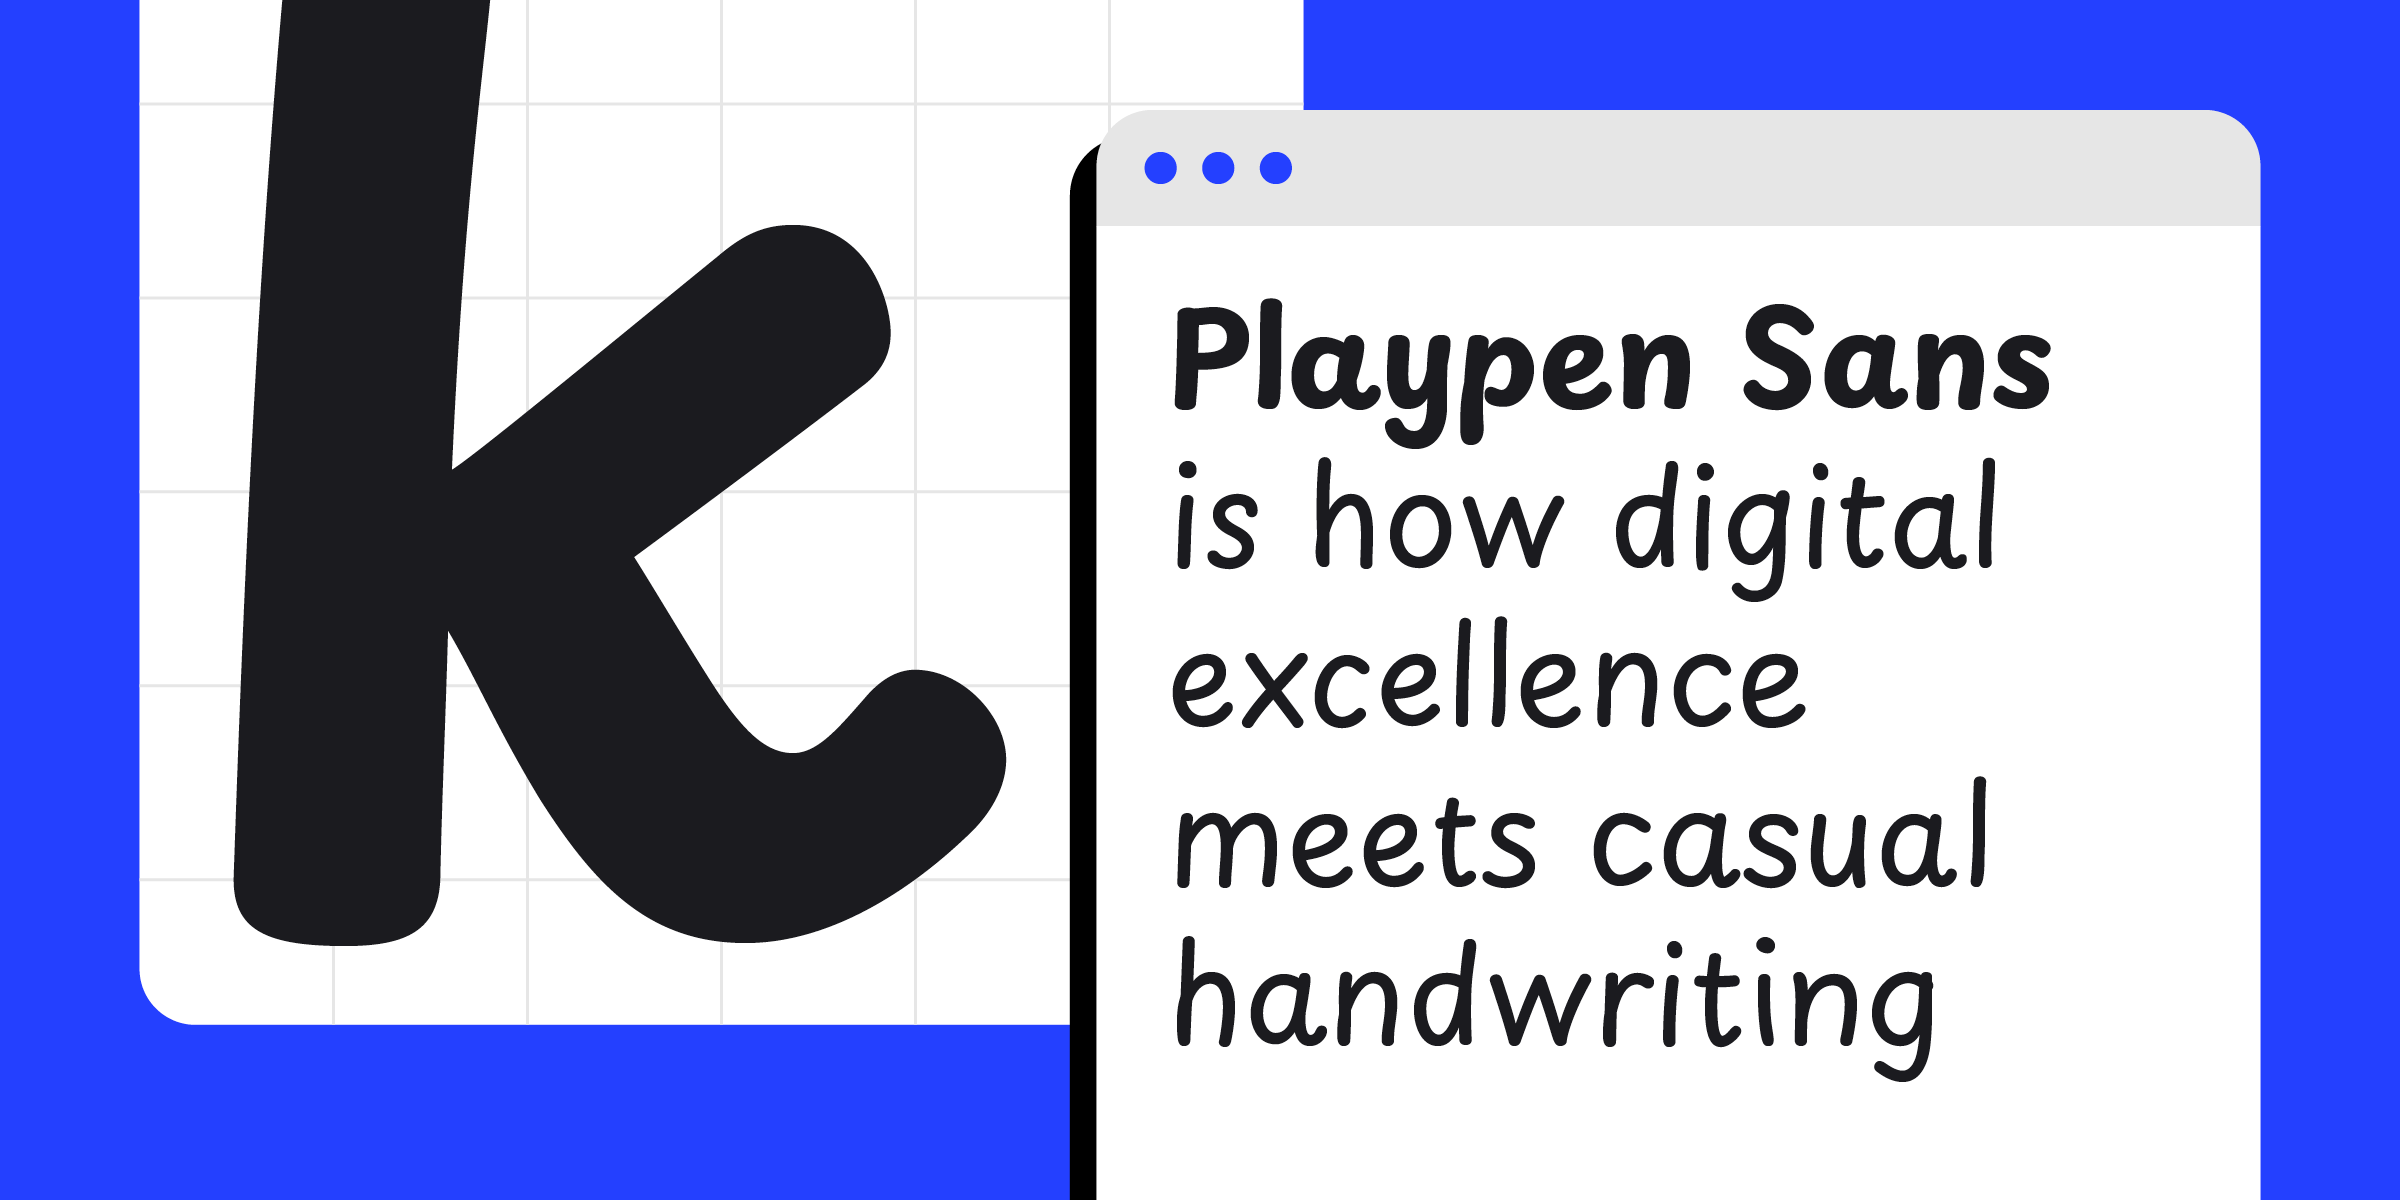 k
Playpen Sans
is how digital
excellence
meets casual
handwriting